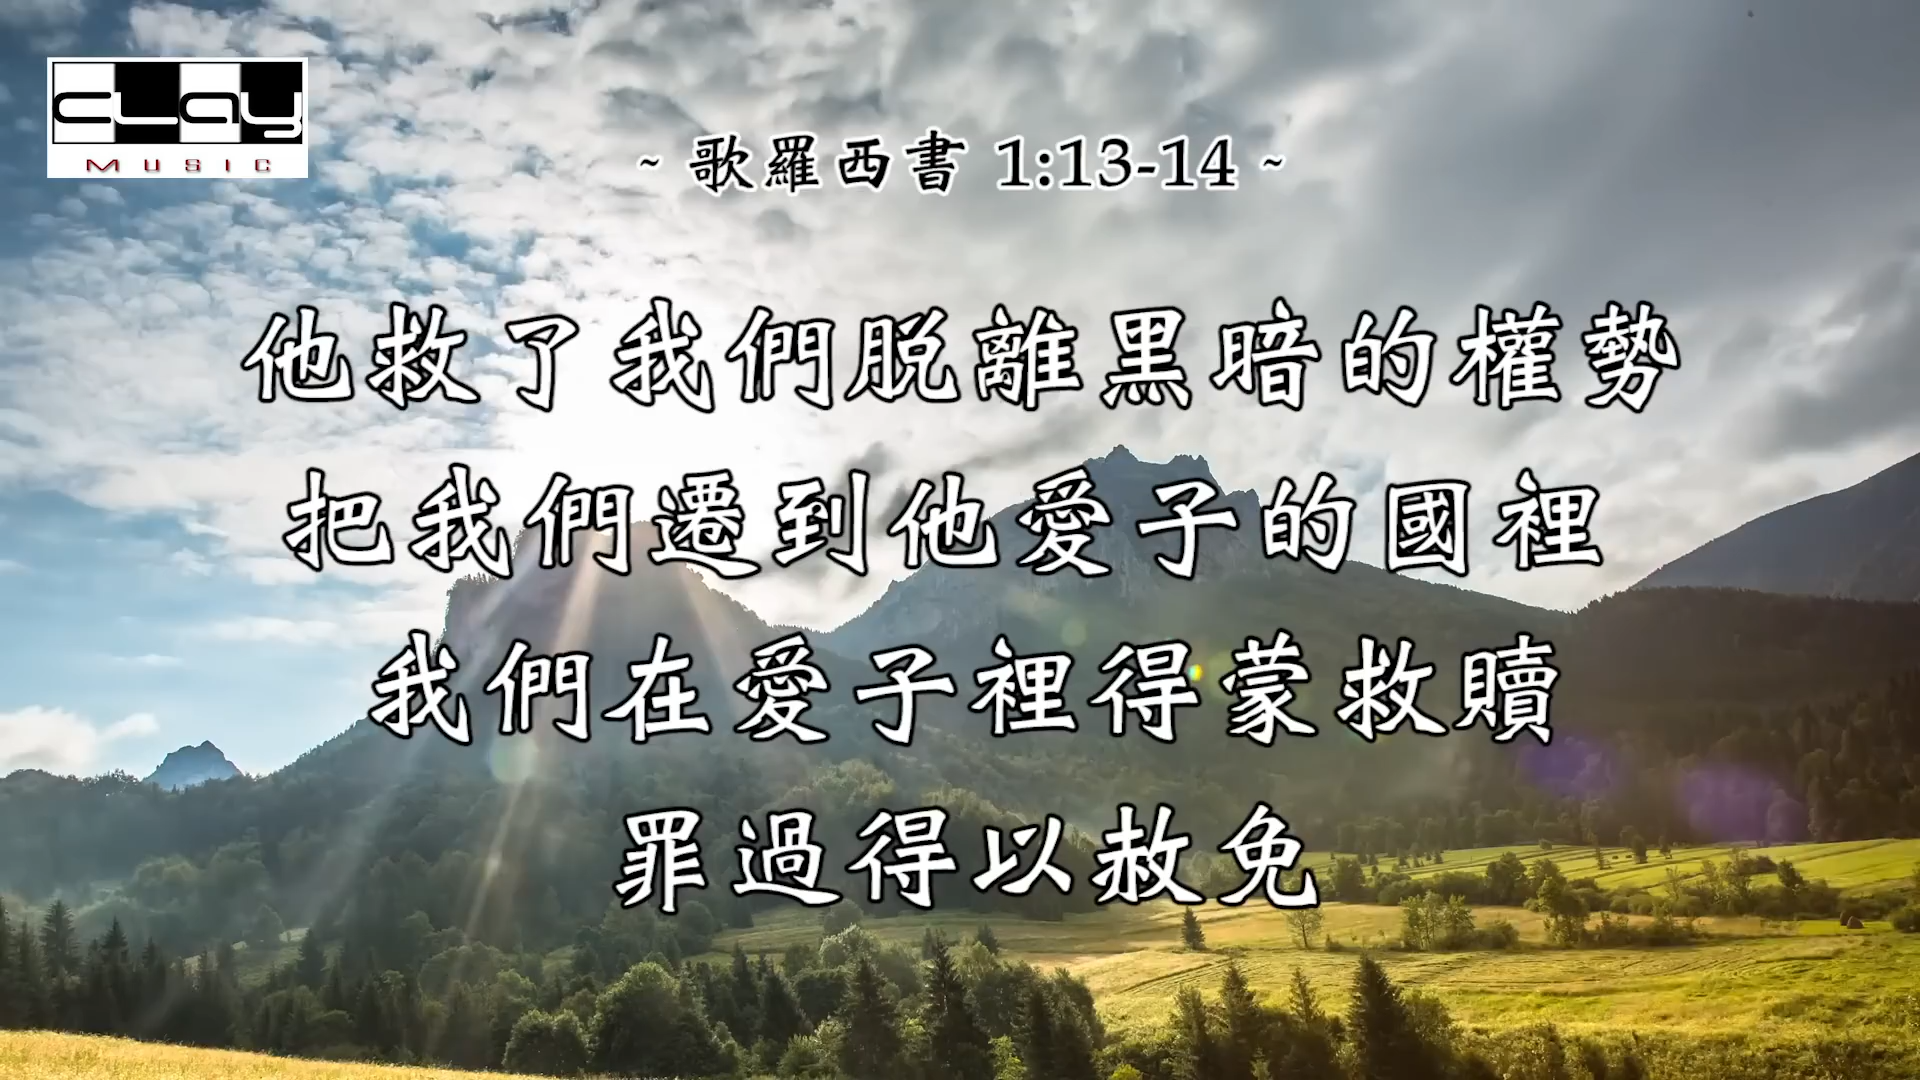 CLAY
MUSIC
~ 歌羅西書 1:13-14 ~
他救了我們脫離黑暗的權勢
把我們遷到他愛子的國裡
我們在愛子裡得蒙救贖
罪過得以赦免